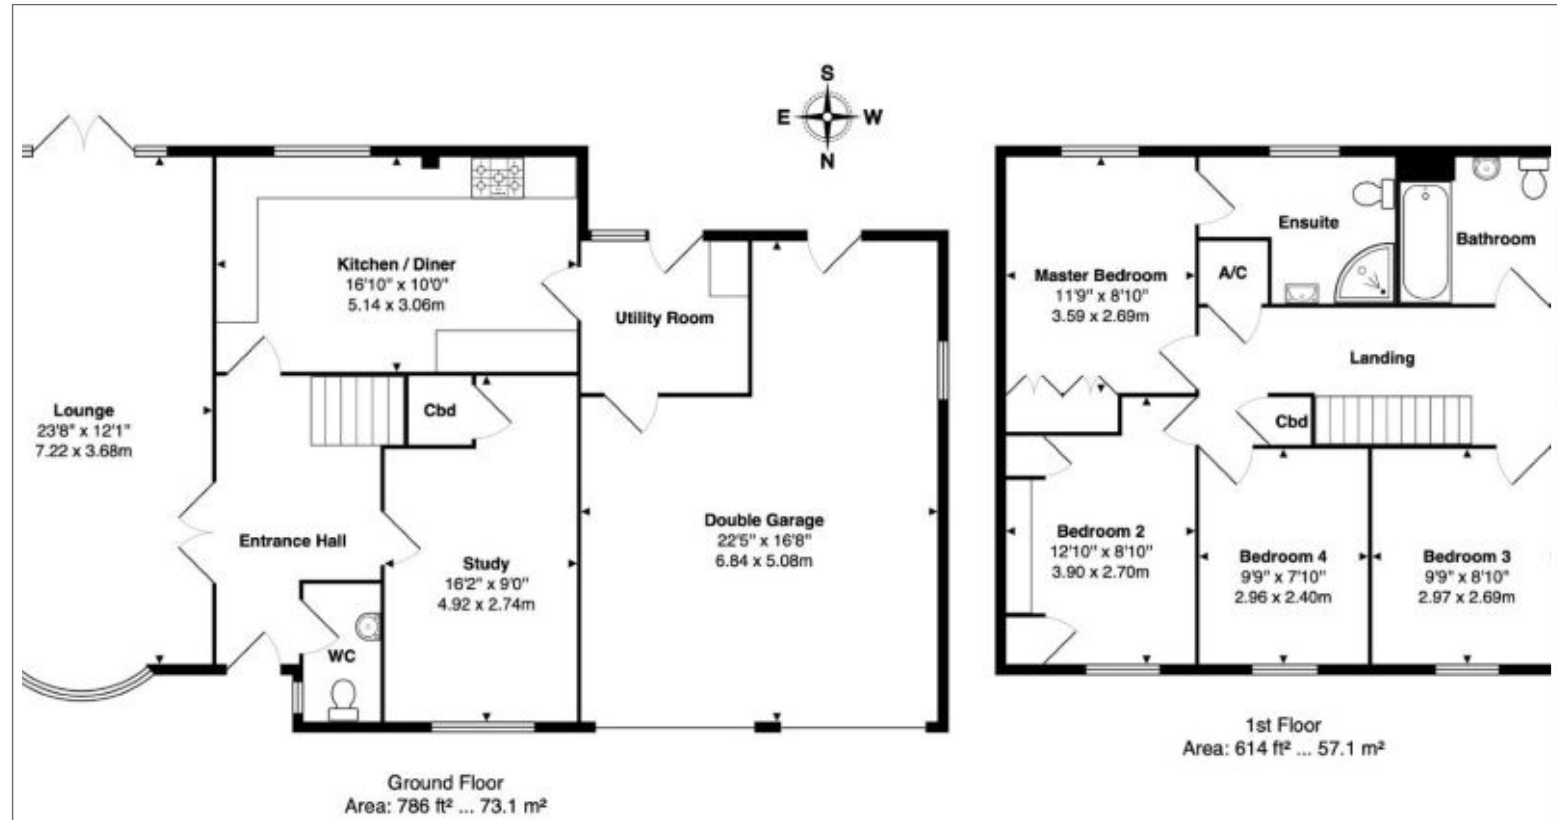 S
E
W
N
Kitchen / Diner
16'10" x 10'0"
5.14 x 3.06m
Utility Room
Lounge
23'8" x 12'1"
7.22 x 3.68m
Cbd
Entrance Hall
Study
16'2" x 9'0"
4.92 x 2.74m
WC
Double Garage
22'5" x 16'8"
6.84 x 5.08m
Ground Floor
Area: 786 ft² ... 73.1 m²
Ensuite
Bathroom
A/C
Master Bedroom
11'9" x 8'10"
3.59 x 2.69m
Landing
Cbd
Bedroom 2
12'10" x 8'10"
3.90 x 2.70m
Bedroom 4
9'9" x 7'10"
2.96 x 2.40m
Bedroom 3
9'9" x 8'10"
2.97 x 2.69m
1st Floor
Area: 614 ft² ... 57.1 m²